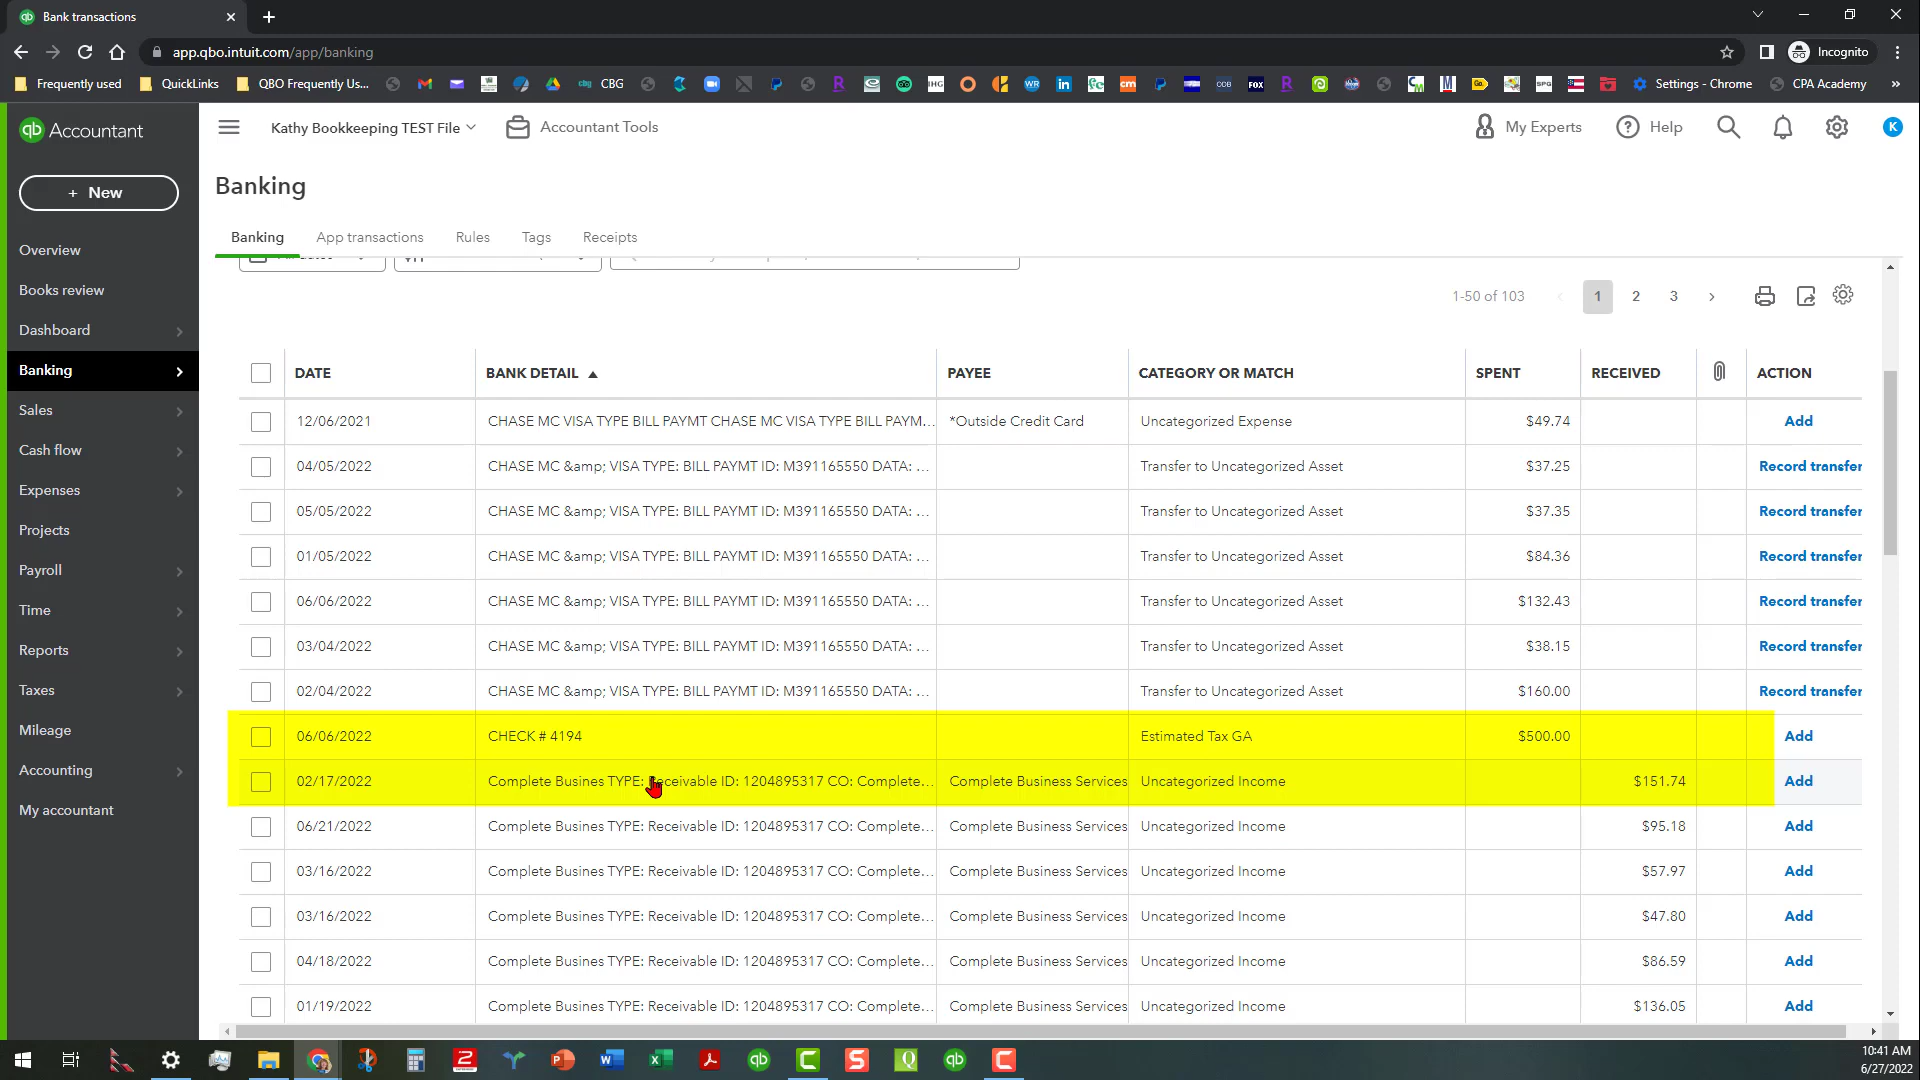 Bank transactions
app.qbo.intuit.com/app/banking
Incognito
Frequently used QuickLinks QBO Frequently Us... CBG Settings - Chrome CPA Academy »
qb Accountant
Kathy Bookkeeping TEST File
Accountant Tools
My Experts
Help
K
+ New
Overview
Books review
Dashboard
Banking
Sales
Cash flow
Expenses
Projects
Payroll
Time
Reports
Taxes
Mileage
Accounting
My accountant
Banking
Banking App transactions Rules Tags Receipts
1-50 of 103 1 2 3
DATE BANK DETAIL PAYEE CATEGORY OR MATCH SPENT RECEIVED ACTION
12/06/2021 CHASE MC VISA TYPE BILL PAYMT CHASE MC VISA TYPE BILL PAYM... *Outside Credit Card Uncategorized Expense $49.74 Add
04/05/2022 CHASE MC &amp; VISA TYPE: BILL PAYMT ID: M391165550 DATA: ... Transfer to Uncategorized Asset $37.25 Record transfer
05/05/2022 CHASE MC &amp; VISA TYPE: BILL PAYMT ID: M391165550 DATA: ... Transfer to Uncategorized Asset $37.35 Record transfer
01/05/2022 CHASE MC &amp; VISA TYPE: BILL PAYMT ID: M391165550 DATA: ... Transfer to Uncategorized Asset $84.36 Record transfer
06/06/2022 CHASE MC &amp; VISA TYPE: BILL PAYMT ID: M391165550 DATA: ... Transfer to Uncategorized Asset $132.43 Record transfer
03/04/2022 CHASE MC &amp; VISA TYPE: BILL PAYMT ID: M391165550 DATA: ... Transfer to Uncategorized Asset $38.15 Record transfer
02/04/2022 CHASE MC &amp; VISA TYPE: BILL PAYMT ID: M391165550 DATA: ... Transfer to Uncategorized Asset $160.00 Record transfer
06/06/2022 CHECK # 4194 Estimated Tax GA $500.00 Add
02/17/2022 Complete Busines TYPE: Receivable ID: 1204895317 CO: Complete... Complete Business Services Uncategorized Income $151.74 Add
06/21/2022 Complete Busines TYPE: Receivable ID: 1204895317 CO: Complete... Complete Business Services Uncategorized Income $95.18 Add
03/16/2022 Complete Busines TYPE: Receivable ID: 1204895317 CO: Complete... Complete Business Services Uncategorized Income $57.97 Add
03/16/2022 Complete Busines TYPE: Receivable ID: 1204895317 CO: Complete... Complete Business Services Uncategorized Income $47.80 Add
04/18/2022 Complete Busines TYPE: Receivable ID: 1204895317 CO: Complete... Complete Business Services Uncategorized Income $86.59 Add
01/19/2022 Complete Busines TYPE: Receivable ID: 1204895317 CO: Complete... Complete Business Services Uncategorized Income $136.05 Add
10:41 AM
6/27/2022